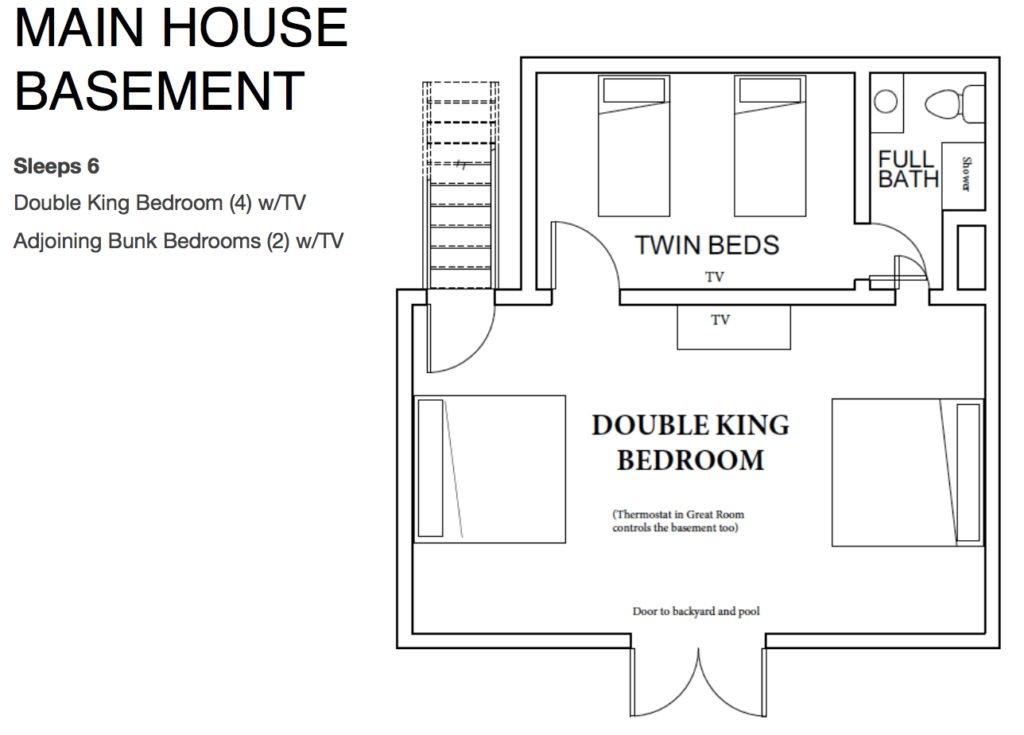 MAIN HOUSE
BASEMENT
Sleeps 6
Double King Bedroom (4) w/TV
Adjoining Bunk Bedrooms (2) w/TV
FULL
BATH
Shower
TWIN BEDS
TV
TV
DOUBLE KING
BEDROOM
(Thermostat in Great Room
controls the basement too)
Door to backyard and pool